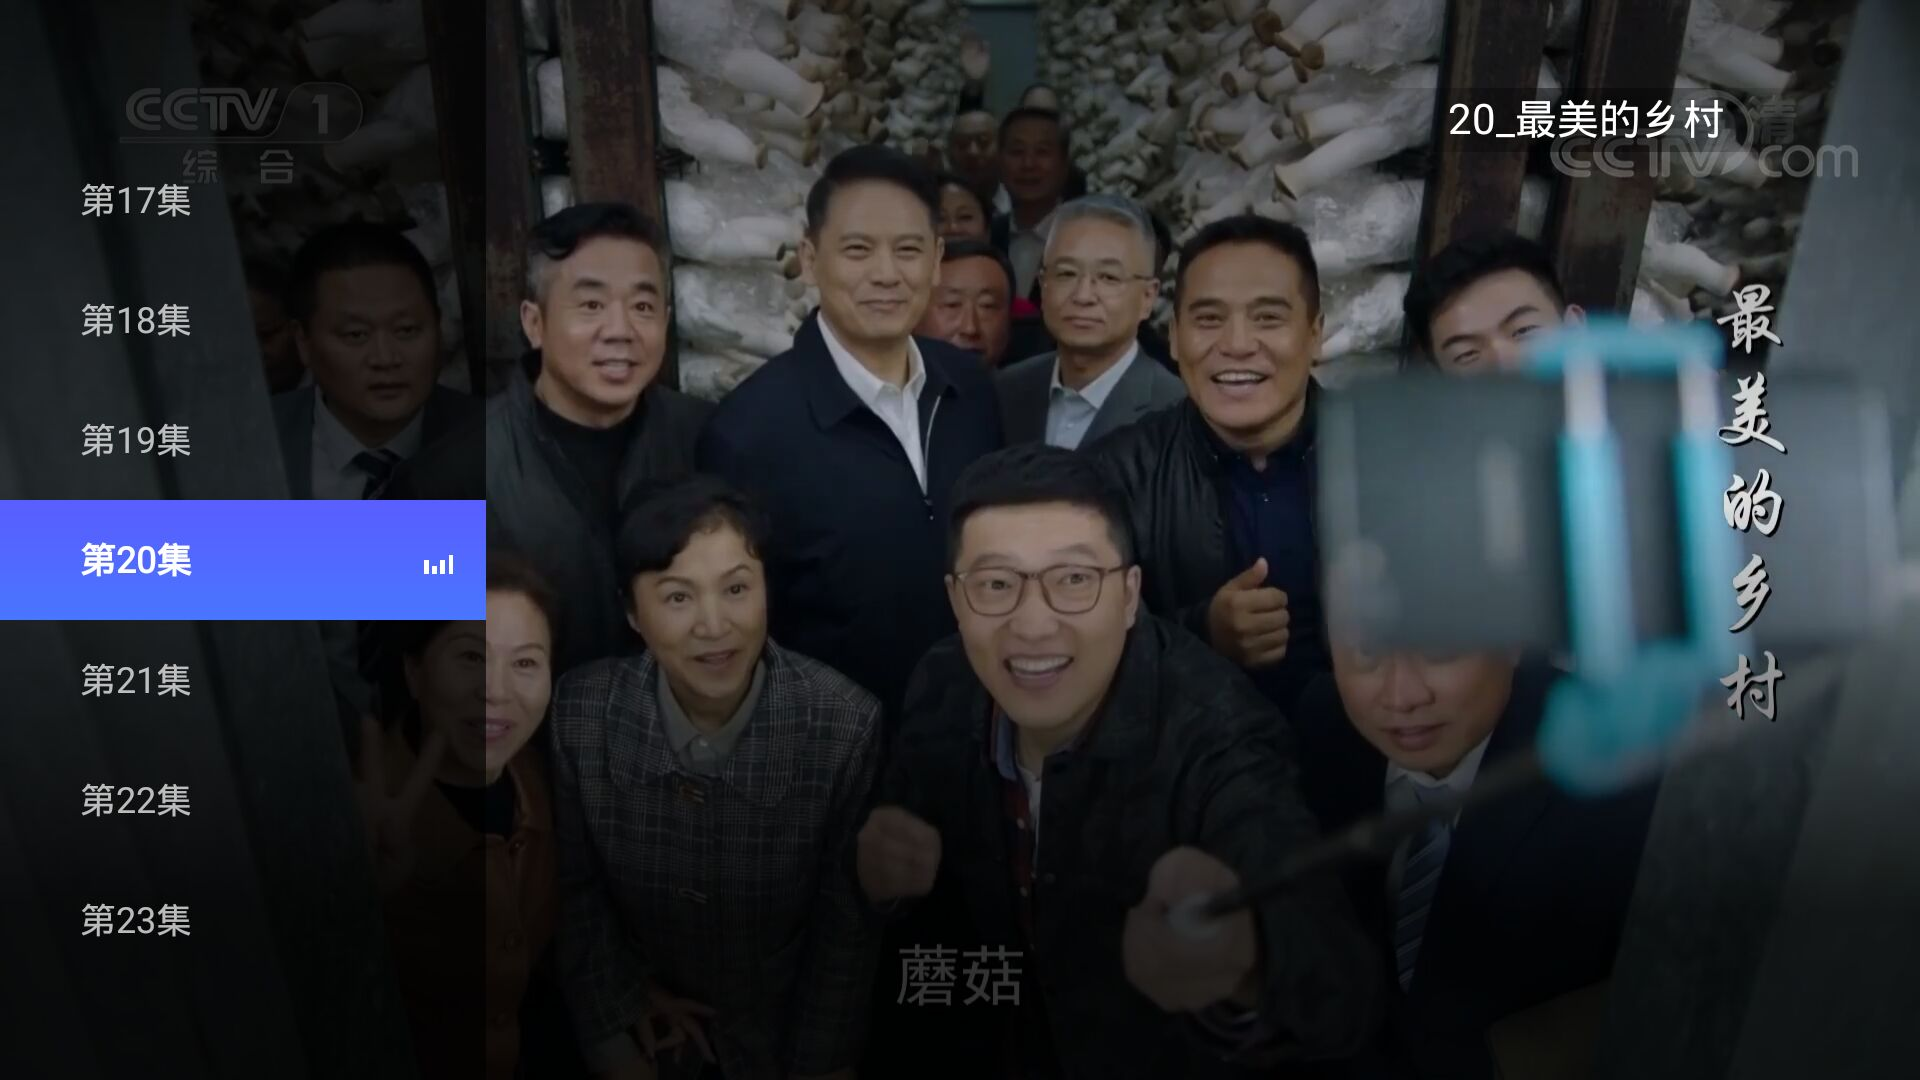 CCTV 1
综合
20_最美的乡村
清
CCTV.com
第17集
第18集
第19集
第20集
第21集
第22集
第23集
最美的乡村
蘑菇